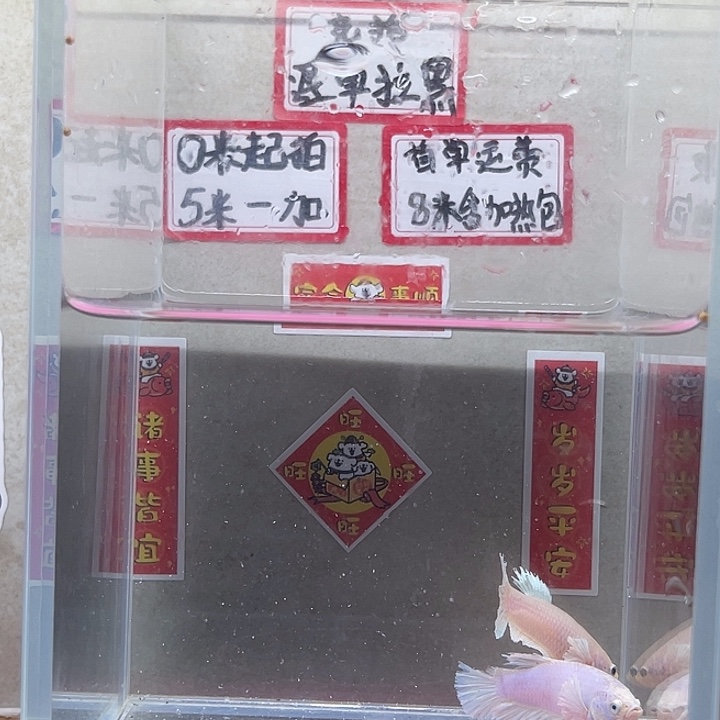 退单拉黑
0米起拍
5米一加
首单运费
8米含加热包
诸事皆宜
旺
旺
旺
旺
岁岁平安